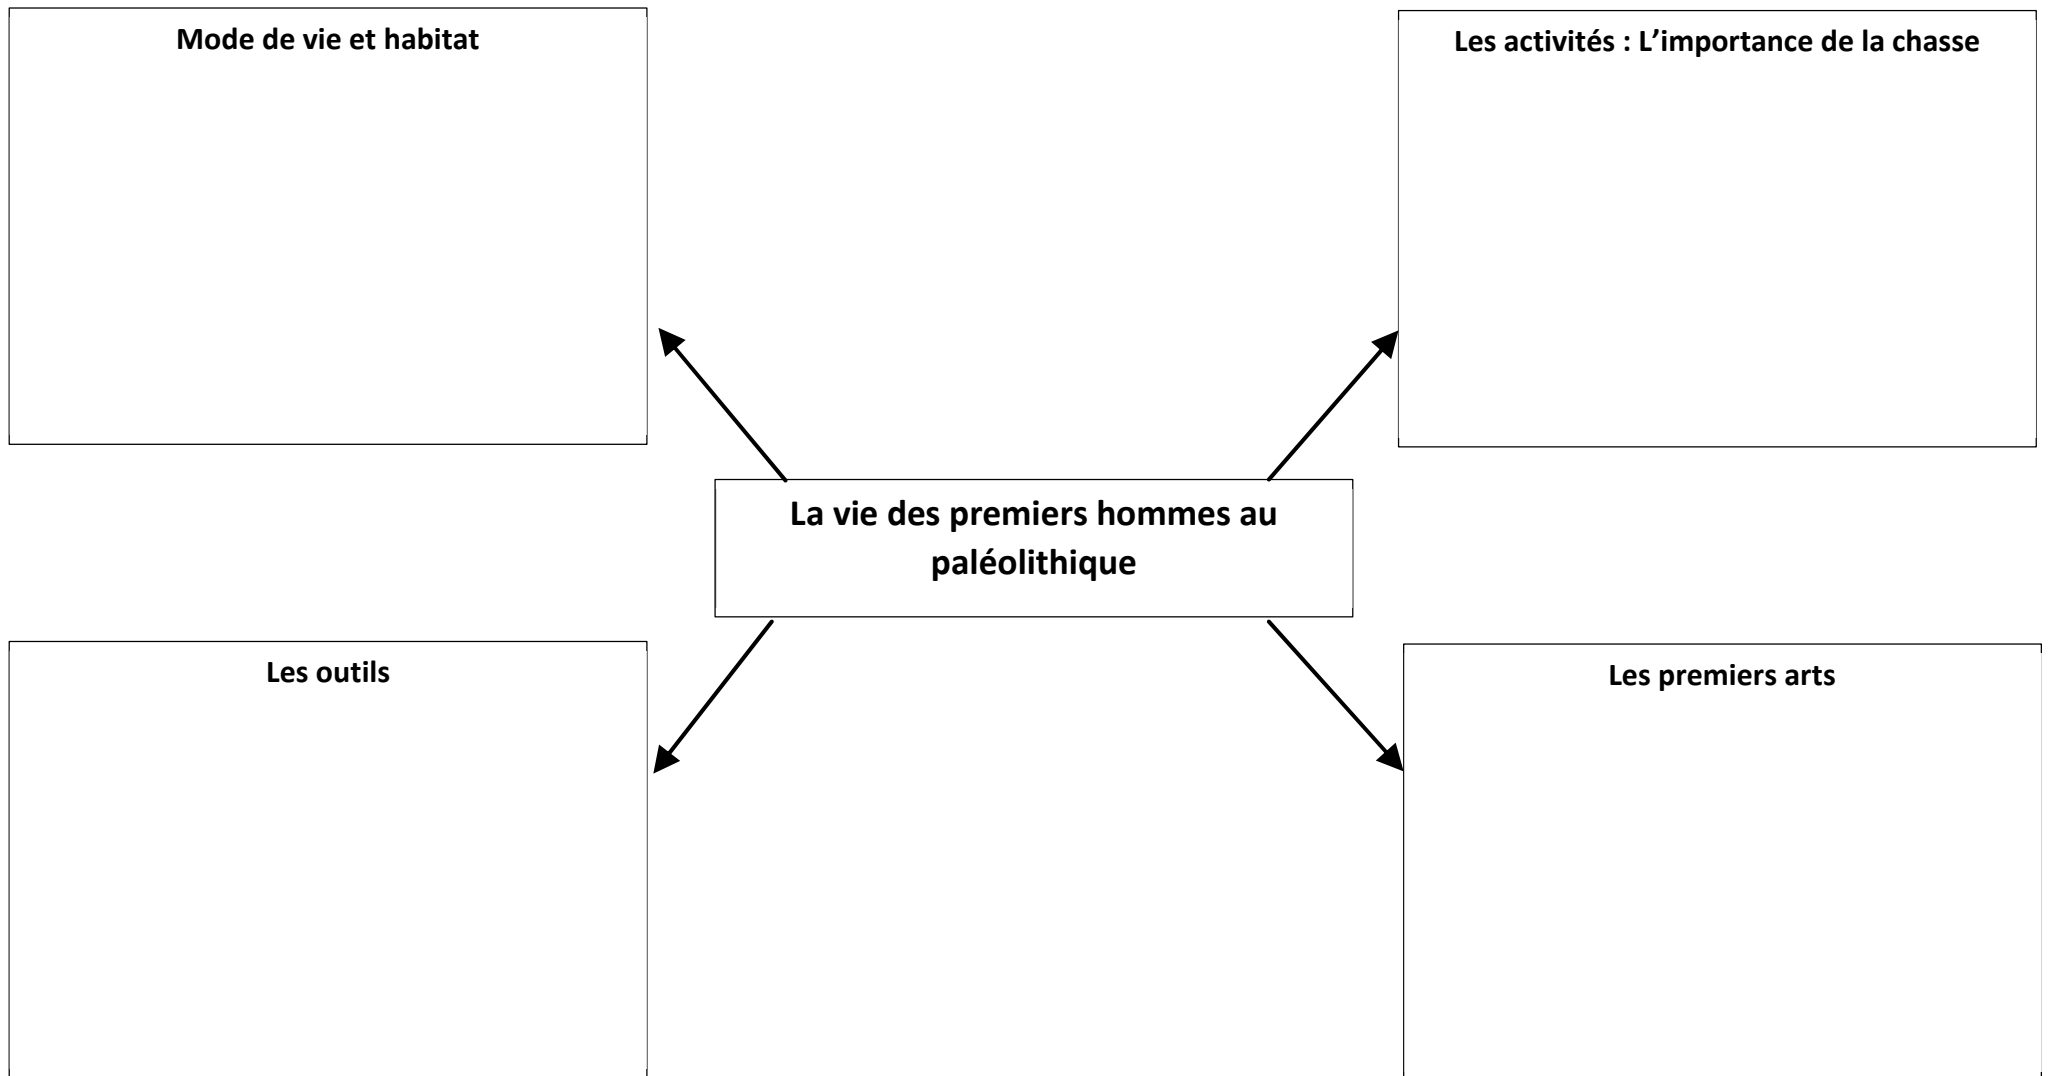 Mode de vie et habitat
Les activités : L’importance de la chasse
La vie des premiers hommes au
paléolithique
Les outils
Les premiers arts